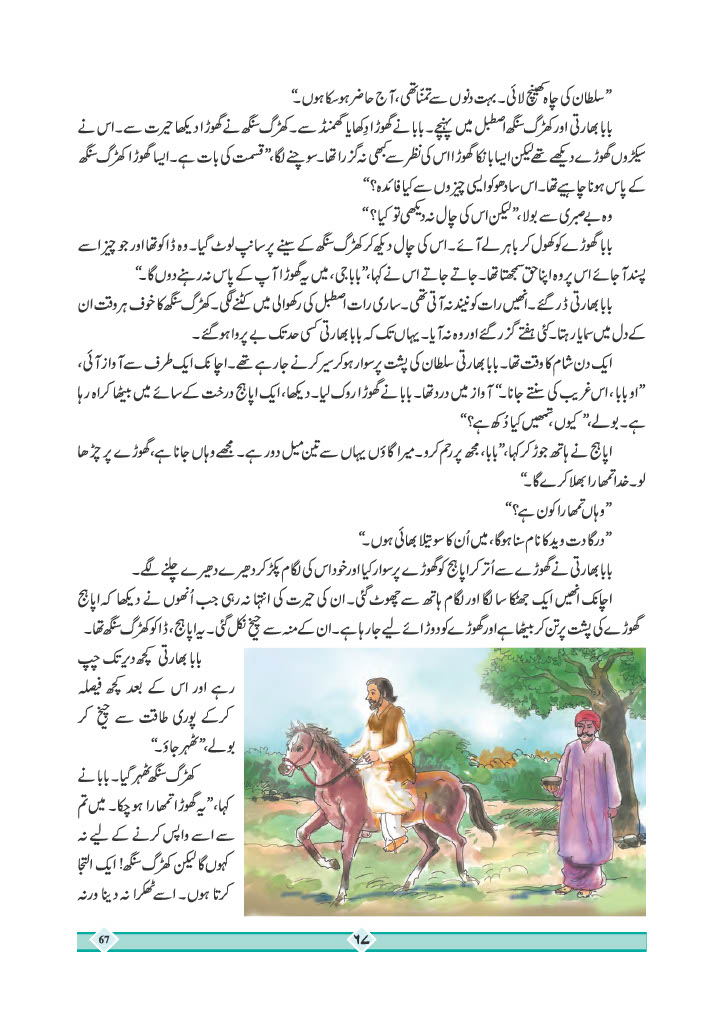 ”سلطان کی چاہ کھینچ لائی۔ بہت دنوں سے تمنّا تھی، آج حاضر ہوسکا ہوں۔“
بابا بھارتی اور کھڑگ سنگھ اصطبل میں پہنچے۔ بابا نے گھوڑا دِکھایا گھمنڈ سے۔ کھڑگ سنگھ نے گھوڑا دیکھا حیرت سے۔ اس نے
سیکڑوں گھوڑے دیکھے تھے لیکن ایسا بانکا گھوڑا اس کی نظر سے کبھی نہ گزرا تھا۔ سوچنے لگا، ”قسمت کی بات ہے۔ ایسا گھوڑا کھڑگ سنگھ
کے پاس ہونا چاہیے تھا۔ اس سادھو کو ایسی چیزوں سے کیا فائدہ؟“
وہ بے صبری سے بولا، ”لیکن اس کی چال نہ دیکھی تو کیا؟“
بابا گھوڑے کو کھول کر باہر لے آئے۔ اس کی چال دیکھ کر کھڑگ سنگھ کے سینے پر سانپ لوٹ گیا۔ وہ ڈاکو تھا اور جو چیز اسے
پسند آجائے اس پر وہ اپنا حق سمجھتا تھا۔ جاتے جاتے اس نے کہا، ”بابا جی، میں یہ گھوڑا آپ کے پاس نہ رہنے دوں گا۔“
بابا بھارتی ڈر گئے۔ انھیں رات کو نیند نہ آتی تھی۔ ساری رات اصطبل کی رکھوالی میں کٹنے لگی۔ کھڑگ سنگھ کا خوف ہر وقت ان
کے دل میں سمایا رہتا۔ کئی ہفتے گزر گئے اور وہ نہ آیا۔ یہاں تک کہ بابا بھارتی کسی حد تک بے پروا ہو گئے۔
ایک دن شام کا وقت تھا۔ بابا بھارتی سلطان کی پشت پر سوار ہو کر سیر کرنے جا رہے تھے۔ اچانک ایک طرف سے آواز آئی،
”او بابا، اس غریب کی سنتے جانا۔“ آواز میں درد تھا۔ بابا نے گھوڑا روک لیا۔ دیکھا، ایک اپاہج درخت کے سائے میں بیٹھا کراہ رہا
ہے۔ بولے، ”کیوں، تمھیں کیا دُکھ ہے؟“
اپاہج نے ہاتھ جوڑ کر کہا، ”بابا، مجھ پر رحم کرو۔ میرا گاؤں یہاں سے تین میل دور ہے۔ مجھے وہاں جانا ہے، گھوڑے پر چڑھا
لو۔ خدا تمھارا بھلا کرے گا۔“
”وہاں تمھارا کون ہے؟“
”درگا دت وید کا نام سنا ہوگا، میں اُن کا سوتیلا بھائی ہوں۔“
بابا بھارتی نے گھوڑے سے اُتر کر اپاہج کو گھوڑے پر سوار کیا اور خود اس کی لگام پکڑ کر دھیرے دھیرے چلنے لگے۔
اچانک انھیں ایک جھٹکا سا لگا اور لگام ہاتھ سے چھوٹ گئی۔ ان کی حیرت کی انتہا نہ رہی جب اُنھوں نے دیکھا کہ اپاہج
گھوڑے کی پشت پر تن کر بیٹھا ہے اور گھوڑے کو دوڑائے لیے جا رہا ہے۔ ان کے منہ سے چیخ نکل گئی۔ یہ اپاہج، ڈاکو کھڑگ سنگھ تھا۔
بابا بھارتی کچھ دیر تک چپ
رہے اور اس کے بعد کچھ فیصلہ
کرکے پوری طاقت سے چیخ کر
بولے، ”ٹھہر جاؤ۔“
کھڑگ سنگھ ٹھہر گیا۔ بابا نے
کہا، ”یہ گھوڑا تمھارا ہوچکا۔ میں تم
سے اسے واپس کرنے کے لیے نہ
کہوں گا لیکن کھڑگ سنگھ! ایک التجا
کرتا ہوں۔ اسے ٹھکرا نہ دینا ورنہ
67
۶۷